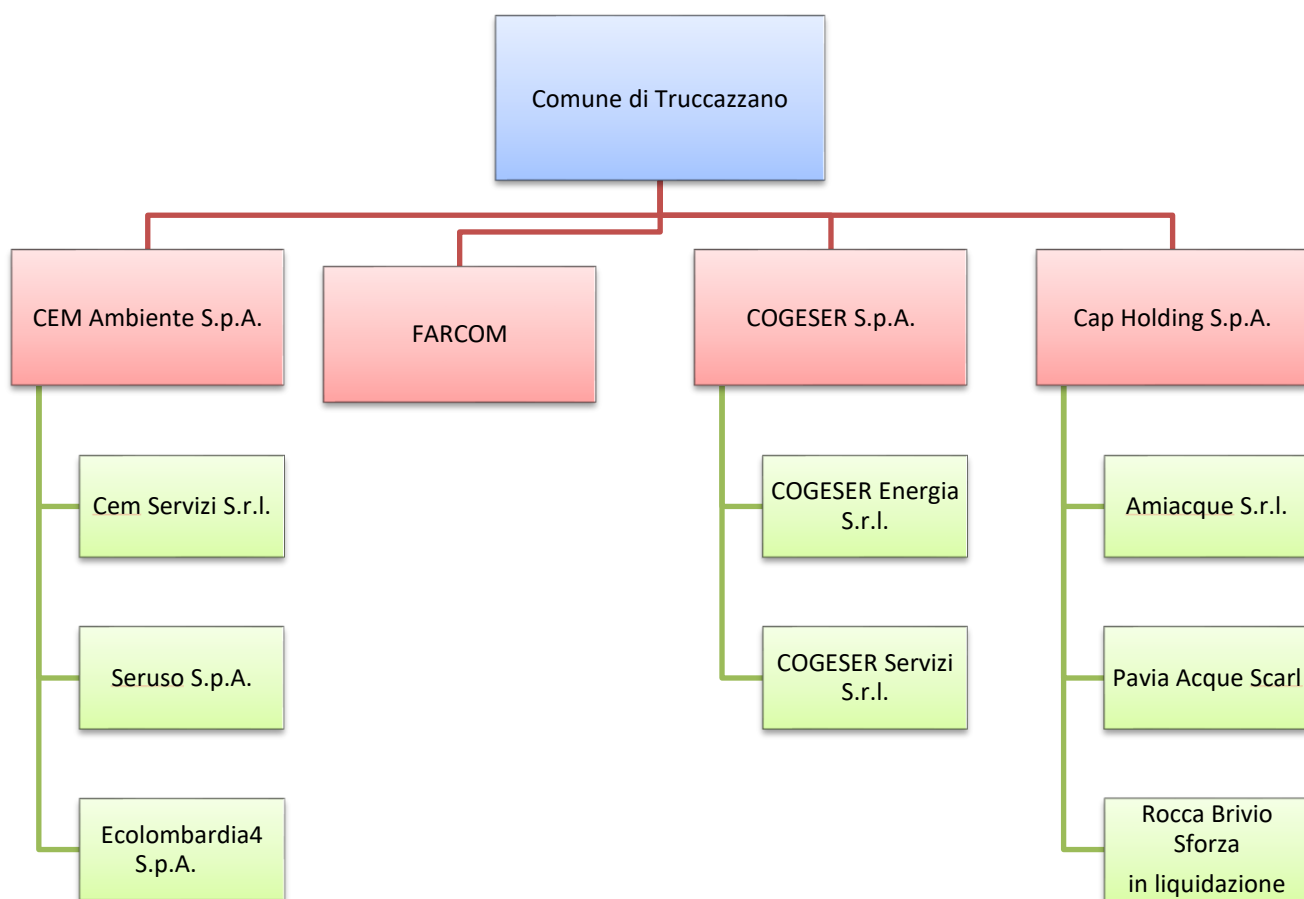 Comune di Truccazzano
CEM Ambiente S.p.A.
FARCOM
COGESER S.p.A.
Cap Holding S.p.A.
Cem Servizi S.r.l.
Seruso S.p.A.
Ecolombardia4
S.p.A.
COGESER Energia
S.r.l.
COGESER Servizi
S.r.l.
Amiacque S.r.l.
Pavia Acque Scarl
Rocca Brivio
Sforza
in liquidazione